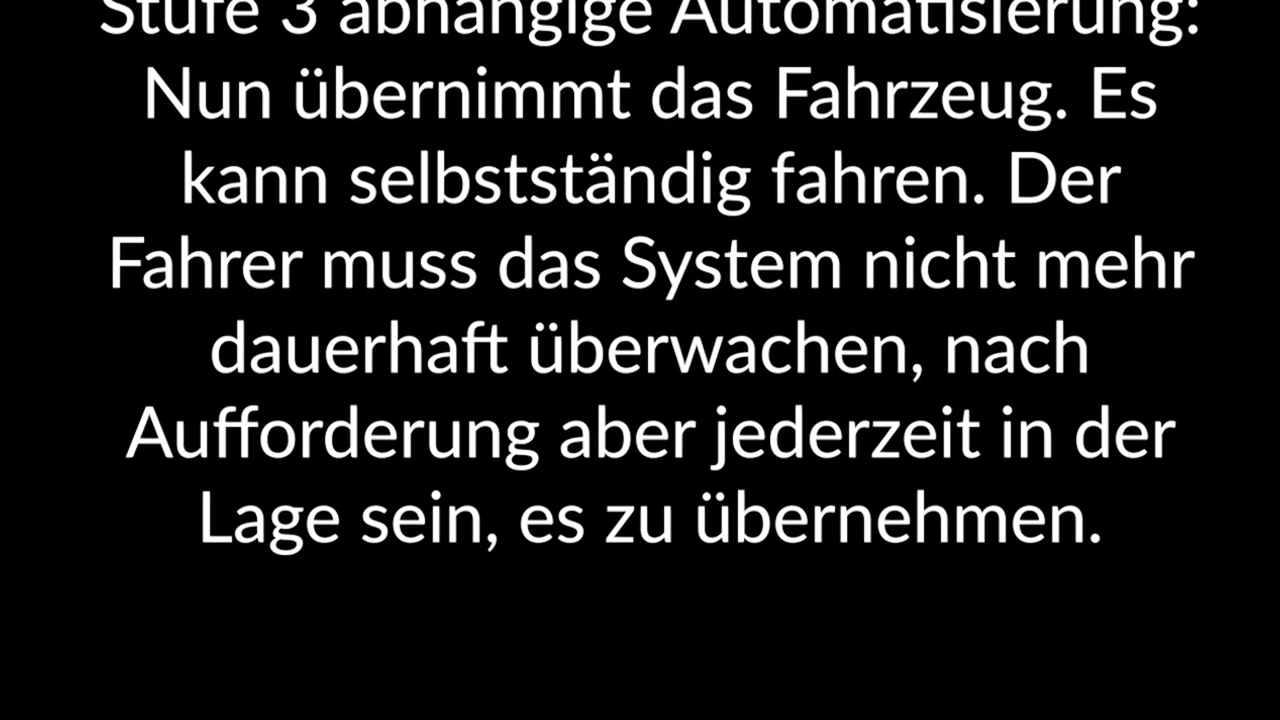 Stufe 3 abhängige Automatisierung:
Nun übernimmt das Fahrzeug. Es
kann selbstständig fahren. Der
Fahrer muss das System nicht mehr
dauerhaft überwachen, nach
Aufforderung aber jederzeit in der
Lage sein, es zu übernehmen.